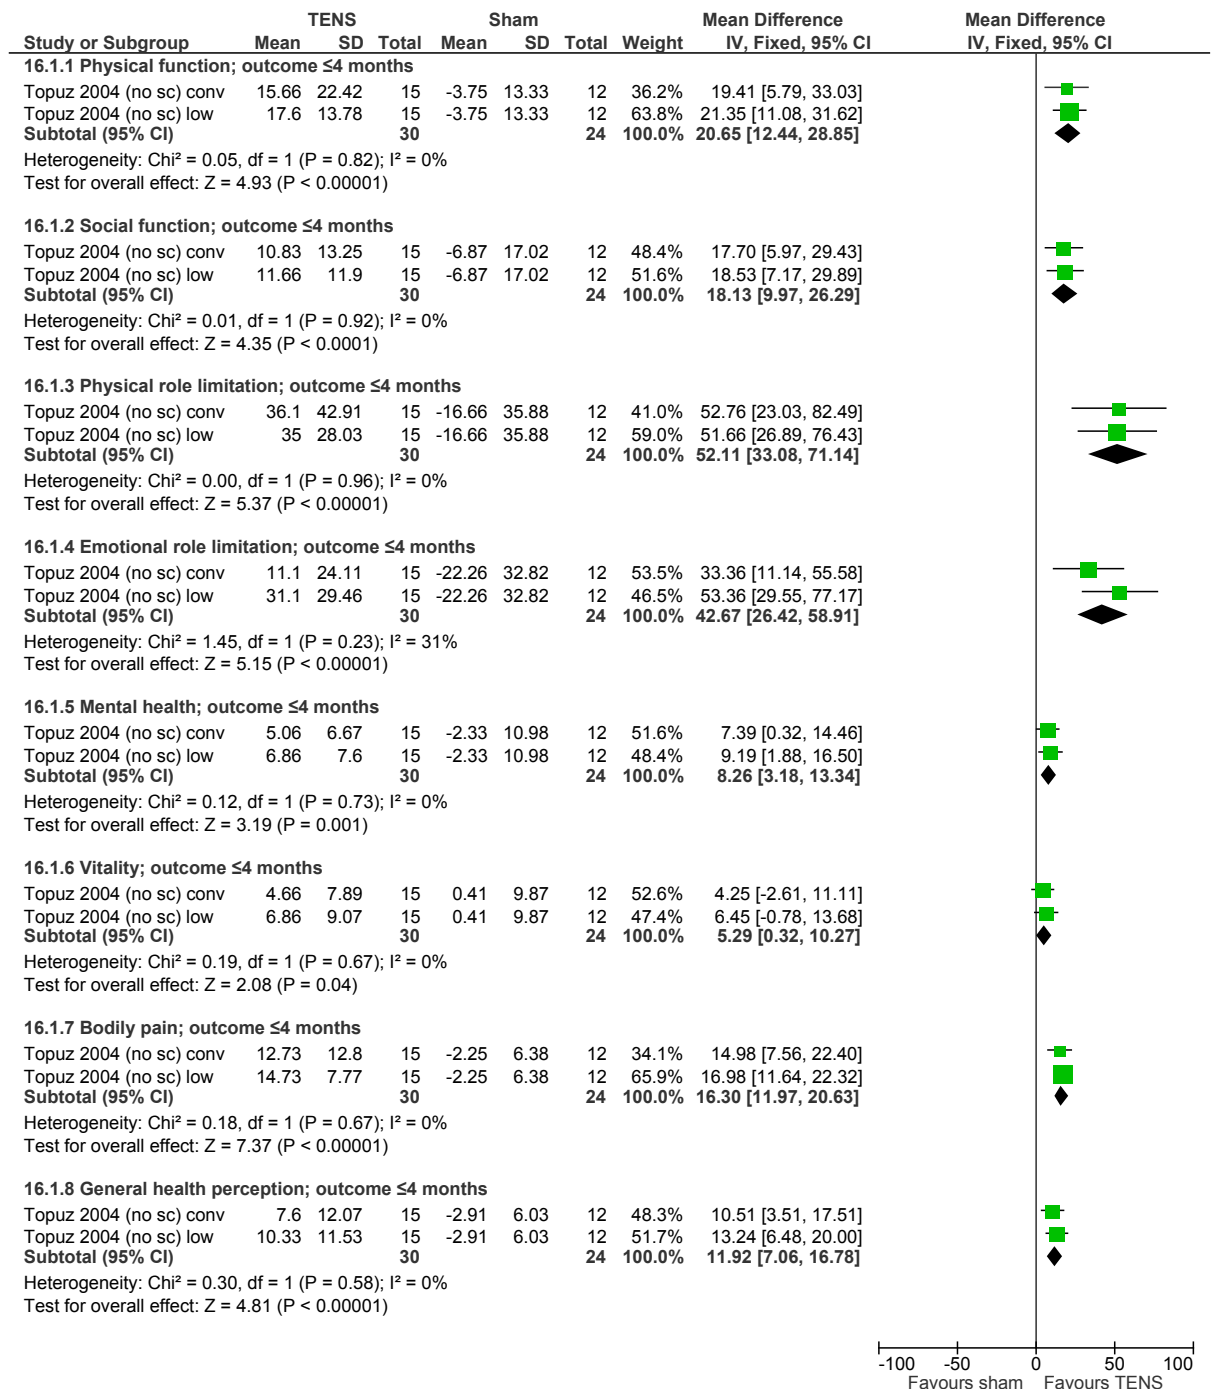 TENS Sham Mean Difference Mean Difference
Study or Subgroup Mean SD Total Mean SD Total Weight IV, Fixed, 95% CI IV, Fixed, 95% CI
16.1.1 Physical function; outcome ≤4 months
Topuz 2004 (no sc) conv 15.66 22.42 15 -3.75 13.33 12 36.2% 19.41 [5.79, 33.03]
Topuz 2004 (no sc) low 17.6 13.78 15 -3.75 13.33 12 63.8% 21.35 [11.08, 31.62]
Subtotal (95% CI) 30 24 100.0% 20.65 [12.44, 28.85]
Heterogeneity: Chi² = 0.05, df = 1 (P = 0.82); I² = 0%
Test for overall effect: Z = 4.93 (P < 0.00001)
16.1.2 Social function; outcome ≤4 months
Topuz 2004 (no sc) conv 10.83 13.25 15 -6.87 17.02 12 48.4% 17.70 [5.97, 29.43]
Topuz 2004 (no sc) low 11.66 11.9 15 -6.87 17.02 12 51.6% 18.53 [7.17, 29.89]
Subtotal (95% CI) 30 24 100.0% 18.13 [9.97, 26.29]
Heterogeneity: Chi² = 0.01, df = 1 (P = 0.92); I² = 0%
Test for overall effect: Z = 4.35 (P < 0.0001)
16.1.3 Physical role limitation; outcome ≤4 months
Topuz 2004 (no sc) conv 36.1 42.91 15 -16.66 35.88 12 41.0% 52.76 [23.03, 82.49]
Topuz 2004 (no sc) low 35 28.03 15 -16.66 35.88 12 59.0% 51.66 [26.89, 76.43]
Subtotal (95% CI) 30 24 100.0% 52.11 [33.08, 71.14]
Heterogeneity: Chi² = 0.00, df = 1 (P = 0.96); I² = 0%
Test for overall effect: Z = 5.37 (P < 0.00001)
16.1.4 Emotional role limitation; outcome ≤4 months
Topuz 2004 (no sc) conv 11.1 24.11 15 -22.26 32.82 12 53.5% 33.36 [11.14, 55.58]
Topuz 2004 (no sc) low 31.1 29.46 15 -22.26 32.82 12 46.5% 53.36 [29.55, 77.17]
Subtotal (95% CI) 30 24 100.0% 42.67 [26.42, 58.91]
Heterogeneity: Chi² = 1.45, df = 1 (P = 0.23); I² = 31%
Test for overall effect: Z = 5.15 (P < 0.00001)
16.1.5 Mental health; outcome ≤4 months
Topuz 2004 (no sc) conv 5.06 6.67 15 -2.33 10.98 12 51.6% 7.39 [0.32, 14.46]
Topuz 2004 (no sc) low 6.86 7.6 15 -2.33 10.98 12 48.4% 9.19 [1.88, 16.50]
Subtotal (95% CI) 30 24 100.0% 8.26 [3.18, 13.34]
Heterogeneity: Chi² = 0.12, df = 1 (P = 0.73); I² = 0%
Test for overall effect: Z = 3.19 (P = 0.001)
16.1.6 Vitality; outcome ≤4 months
Topuz 2004 (no sc) conv 4.66 7.89 15 0.41 9.87 12 52.6% 4.25 [-2.61, 11.11]
Topuz 2004 (no sc) low 6.86 9.07 15 0.41 9.87 12 47.4% 6.45 [-0.78, 13.68]
Subtotal (95% CI) 30 24 100.0% 5.29 [0.32, 10.27]
Heterogeneity: Chi² = 0.19, df = 1 (P = 0.67); I² = 0%
Test for overall effect: Z = 2.08 (P = 0.04)
16.1.7 Bodily pain; outcome ≤4 months
Topuz 2004 (no sc) conv 12.73 12.8 15 -2.25 6.38 12 34.1% 14.98 [7.56, 22.40]
Topuz 2004 (no sc) low 14.73 7.77 15 -2.25 6.38 12 65.9% 16.98 [11.64, 22.32]
Subtotal (95% CI) 30 24 100.0% 16.30 [11.97, 20.63]
Heterogeneity: Chi² = 0.18, df = 1 (P = 0.67); I² = 0%
Test for overall effect: Z = 7.37 (P < 0.00001)
16.1.8 General health perception; outcome ≤4 months
Topuz 2004 (no sc) conv 7.6 12.07 15 -2.91 6.03 12 48.3% 10.51 [3.51, 17.51]
Topuz 2004 (no sc) low 10.33 11.53 15 -2.91 6.03 12 51.7% 13.24 [6.48, 20.00]
Subtotal (95% CI) 30 24 100.0% 11.92 [7.06, 16.78]
Heterogeneity: Chi² = 0.30, df = 1 (P = 0.58); I² = 0%
Test for overall effect: Z = 4.81 (P < 0.00001)
-100 -50 0 50 100
Favours sham Favours TENS